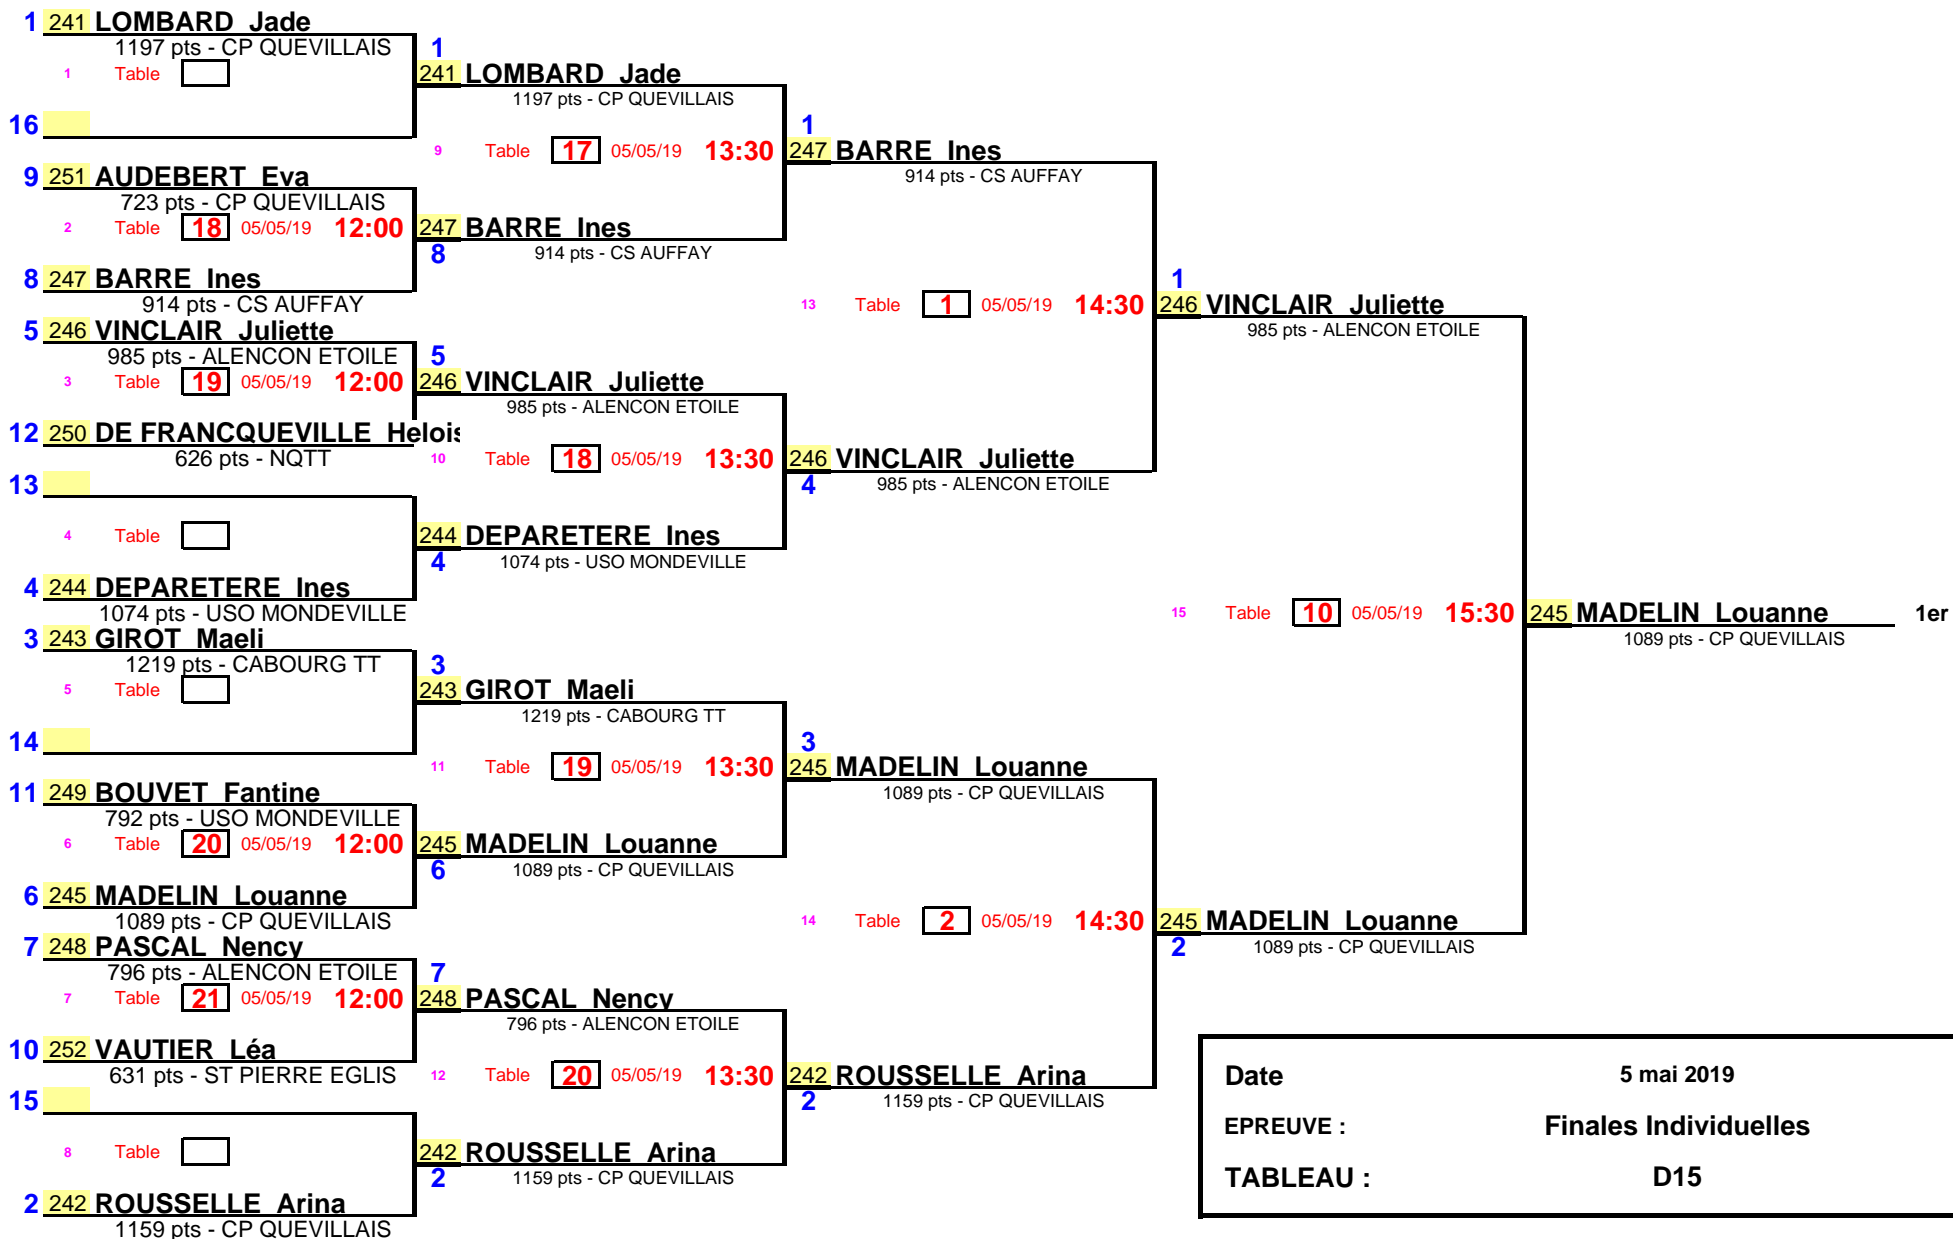 1 241 LOMBARD Jade
1197 pts - CP QUEVILLAIS
1 Table
16
9 251 AUDEBERT Eva
723 pts - CP QUEVILLAIS
2 Table 18 05/05/19 12:00
8 247 BARRE Ines
914 pts - CS AUFFAY
5 246 VINCLAIR Juliette
985 pts - ALENCON ETOILE
3 Table 19 05/05/19 12:00
12 250 DE FRANCQUEVILLE Helois
626 pts - NQTT
13
4 Table
4 244 DEPARETERE Ines
1074 pts - USO MONDEVILLE
3 243 GIROT Maeli
1219 pts - CABOURG TT
5 Table
14
11 249 BOUVET Fantine
792 pts - USO MONDEVILLE
6 Table 20 05/05/19 12:00
6 245 MADELIN Louanne
1089 pts - CP QUEVILLAIS
7 248 PASCAL Nency
796 pts - ALENCON ETOILE
7 Table 21 05/05/19 12:00
10 252 VAUTIER Léa
631 pts - ST PIERRE EGLIS
15
8 Table
2 242 ROUSSELLE Arina
1159 pts - CP QUEVILLAIS
1
241 LOMBARD Jade
1197 pts - CP QUEVILLAIS
9 Table 17 05/05/19 13:30
247 BARRE Ines
8 914 pts - CS AUFFAY
5
246 VINCLAIR Juliette
985 pts - ALENCON ETOILE
10 Table 18 05/05/19 13:30
244 DEPARETERE Ines
4 1074 pts - USO MONDEVILLE
3
243 GIROT Maeli
1219 pts - CABOURG TT
11 Table 19 05/05/19 13:30
245 MADELIN Louanne
6 1089 pts - CP QUEVILLAIS
7
248 PASCAL Nency
796 pts - ALENCON ETOILE
12 Table 20 05/05/19 13:30
242 ROUSSELLE Arina
2 1159 pts - CP QUEVILLAIS
1
247 BARRE Ines
914 pts - CS AUFFAY
13 Table 1 05/05/19 14:30
246 VINCLAIR Juliette
4 985 pts - ALENCON ETOILE
3
245 MADELIN Louanne
1089 pts - CP QUEVILLAIS
14 Table 2 05/05/19 14:30
242 ROUSSELLE Arina
2 1159 pts - CP QUEVILLAIS
1
246 VINCLAIR Juliette
985 pts - ALENCON ETOILE
15 Table 10 05/05/19 15:30
245 MADELIN Louanne
2 1089 pts - CP QUEVILLAIS
245 MADELIN Louanne 1er
1089 pts - CP QUEVILLAIS
Date 5 mai 2019
EPREUVE : Finales Individuelles
TABLEAU : D15